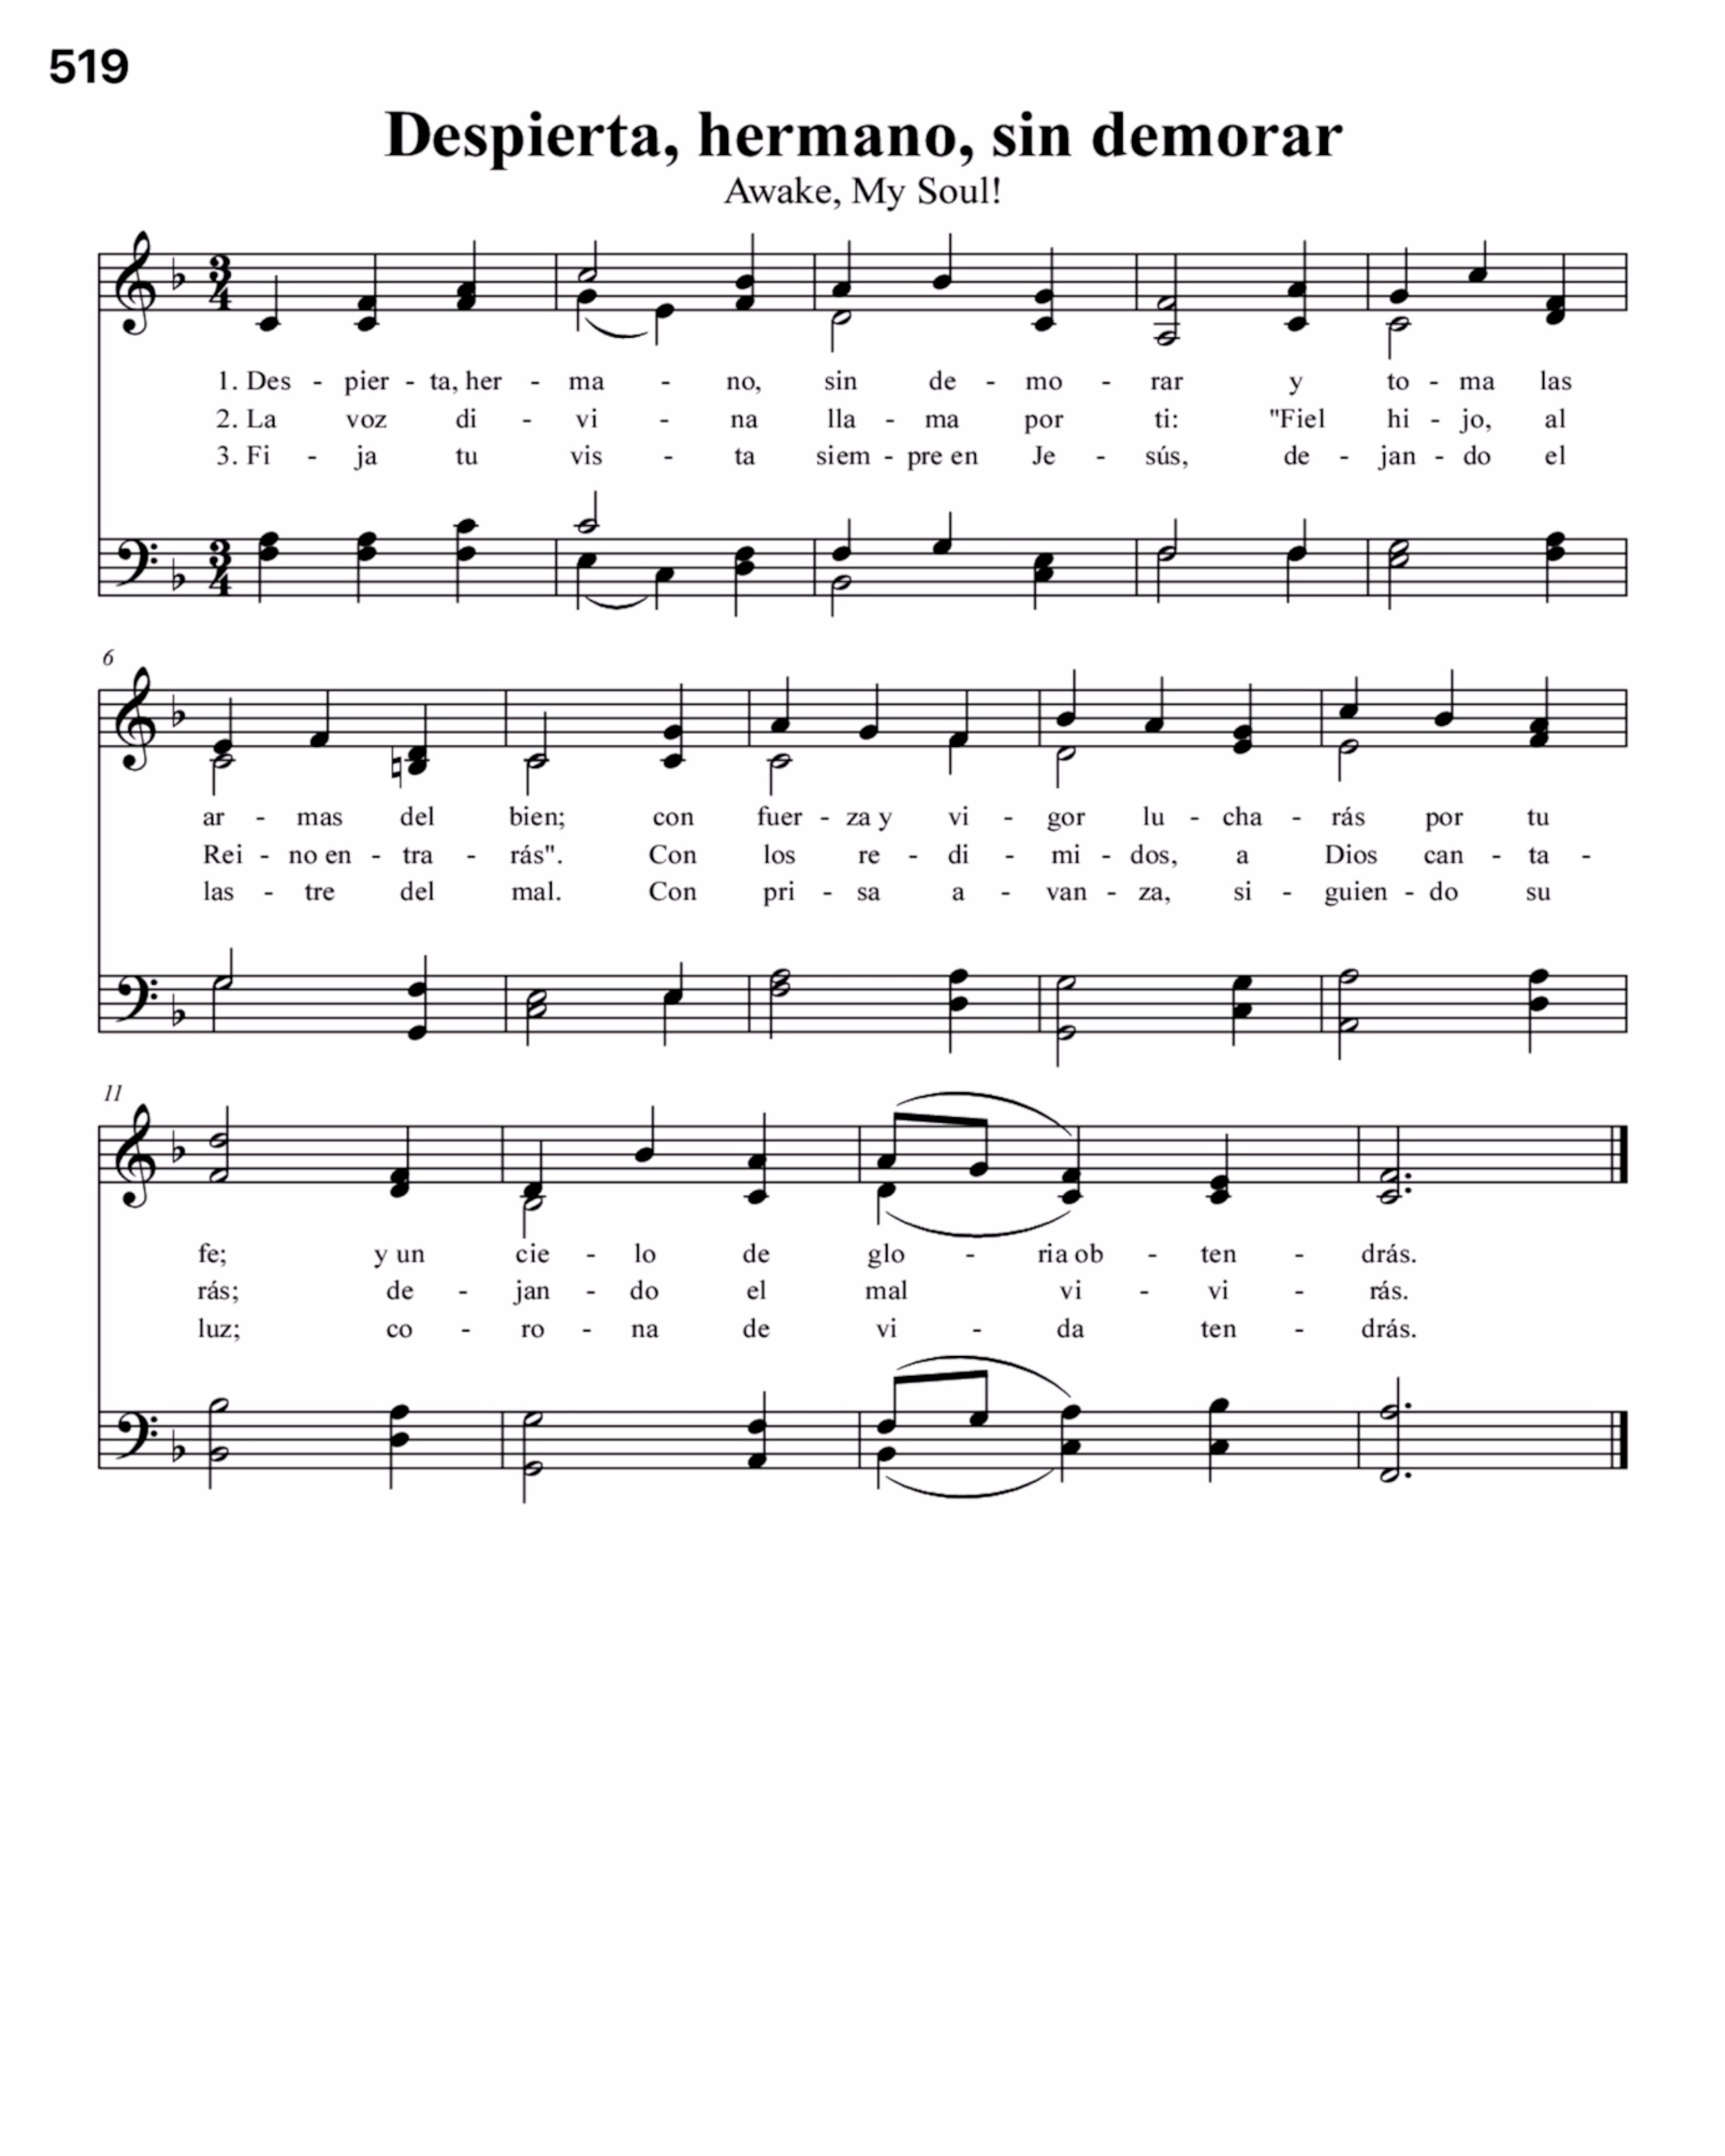 519
Despierta, hermano, sin demorar
Awake, My Soul!
1. Des - pier - ta, her - ma - no, sin de - mo - rar y to - ma las
2. La voz di - vi - na lla - ma por ti: "Fiel hi - jo, al
3. Fi - ja tu vis - ta siem - pre en Je - sús, de - jan - do el
6
ar - mas del bien; con fuer - za y vi - gor lu - cha - rás por tu
Rei - no en - tra - rás". Con los re - di - mi - dos, a Dios can - ta -
las - tre del mal. Con pri - sa a - van - za, si - guien - do su
11
fe; y un cie - lo de glo - ria ob - ten - drás.
rás; de - jan - do el mal vi - vi - rás.
luz; co - ro - na de vi - da ten - drás.